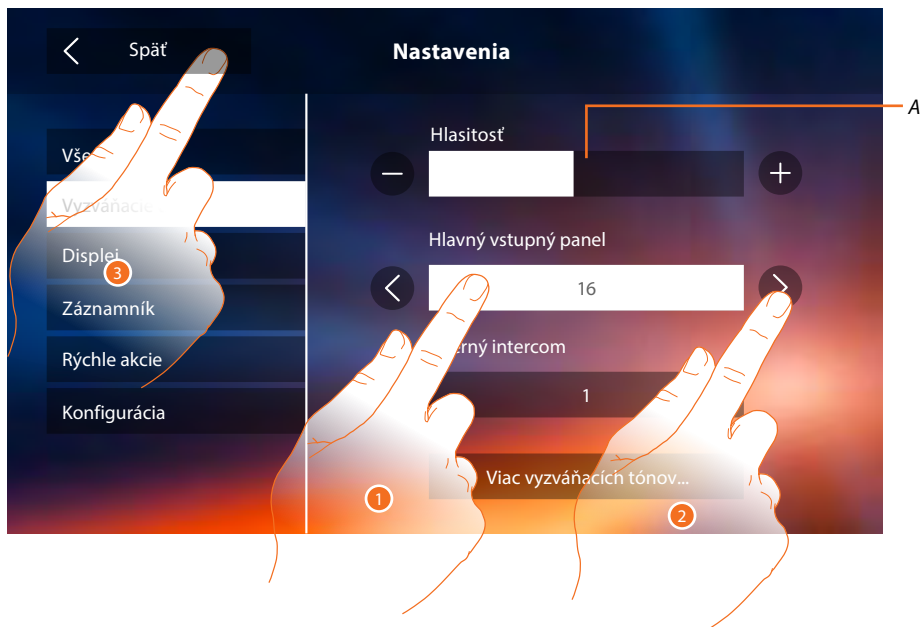 Späť
Nastavenia
A
Hlasitosť
Displej
Hlavný vstupný panel
3
16
Záznamník
Rýchle akcie
intercom
1
Konfigurácia
Viac vyzváňacích tónov...
1
2